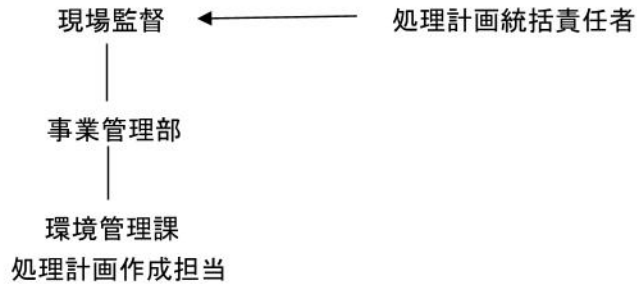 現場監督
処理計画統括責任者
事業管理部
環境管理課
処理計画作成担当